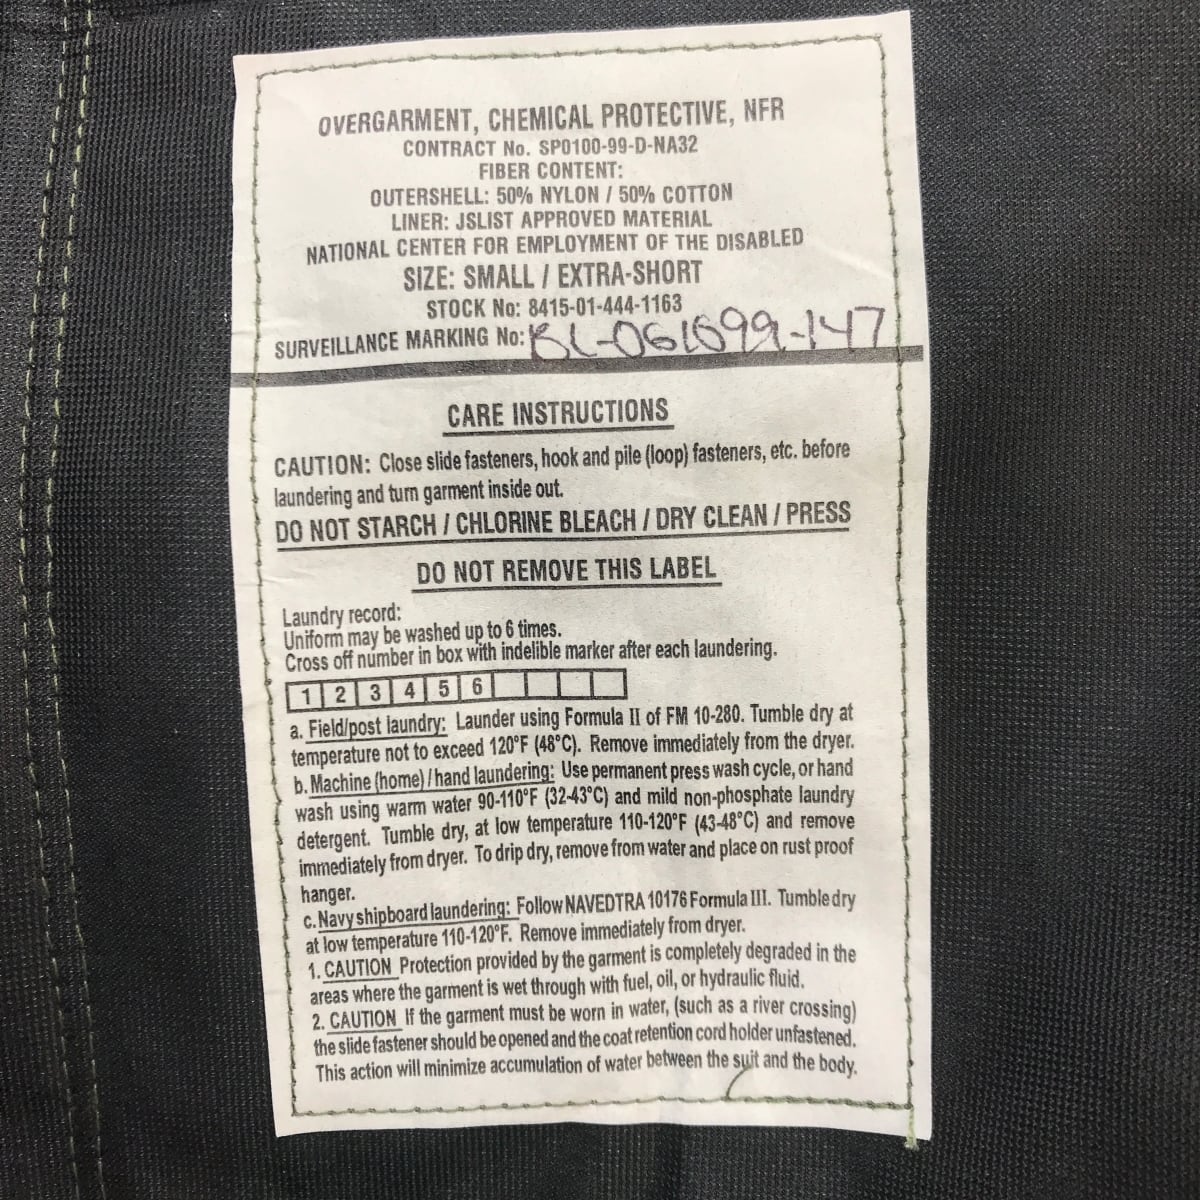 OVERGARMENT, CHEMICAL PROTECTIVE, NFR
CONTRACT No. SP0100-99-D-NA32
FIBER CONTENT:
OUTERSHELL: 50% NYLON / 50% COTTON
LINER: JSLIST APPROVED MATERIAL
NATIONAL CENTER FOR EMPLOYMENT OF THE DISABLED
SIZE: SMALL / EXTRA-SHORT
STOCK No: 8415-01-444-1163
SURVEILLANCE MARKING No:
CARE INSTRUCTIONS
CAUTION: Close slide fasteners, hook and pile (loop) fasteners, etc. before
laundering and turn garment inside out.
DO NOT STARCH / CHLORINE BLEACH / DRY CLEAN / PRESS
DO NOT REMOVE THIS LABEL
Laundry record:
Uniform may be washed up to 6 times.
Cross off number in box with indelible marker after each laundering.
1 2 3 4 5 6
a. Field/post laundry: Launder using Formula II of FM 10-280. Tumble dry at
temperature not to exceed 120°F (48°C). Remove immediately from the dryer.
b. Machine (home) / hand laundering: Use permanent press wash cycle, or hand
wash using warm water 90-110°F (32-43°C) and mild non-phosphate laundry
detergent. Tumble dry, at low temperature 110-120°F (43-48°C) and remove
immediately from dryer. To drip dry, remove from water and place on rust proof
hanger.
c. Navy shipboard laundering: Follow NAVEDTRA 10176 Formula III. Tumble dry
at low temperature 110-120°F. Remove immediately from dryer.
1. CAUTION Protection provided by the garment is completely degraded in the
areas where the garment is wet through with fuel, oil, or hydraulic fluid.
2. CAUTION If the garment must be worn in water, (such as a river crossing)
the slide fastener should be opened and the coat retention cord holder unfastened.
This action will minimize accumulation of water between the suit and the body.